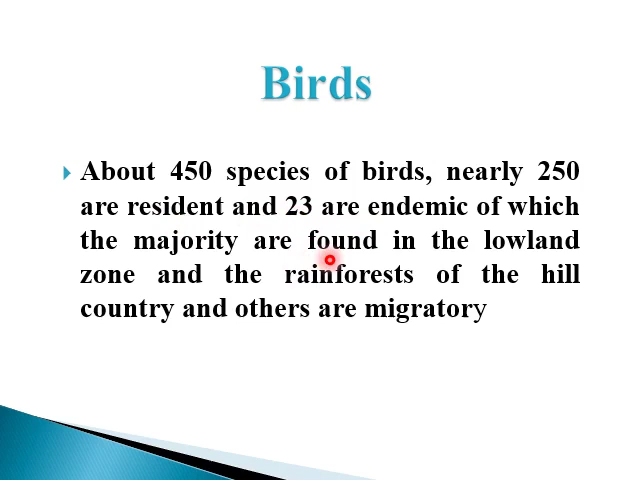 Birds
About 450 species of birds, nearly 250
are resident and 23 are endemic of which
the majority are found in the lowland
zone and the rainforests of the hill
country and others are migratory